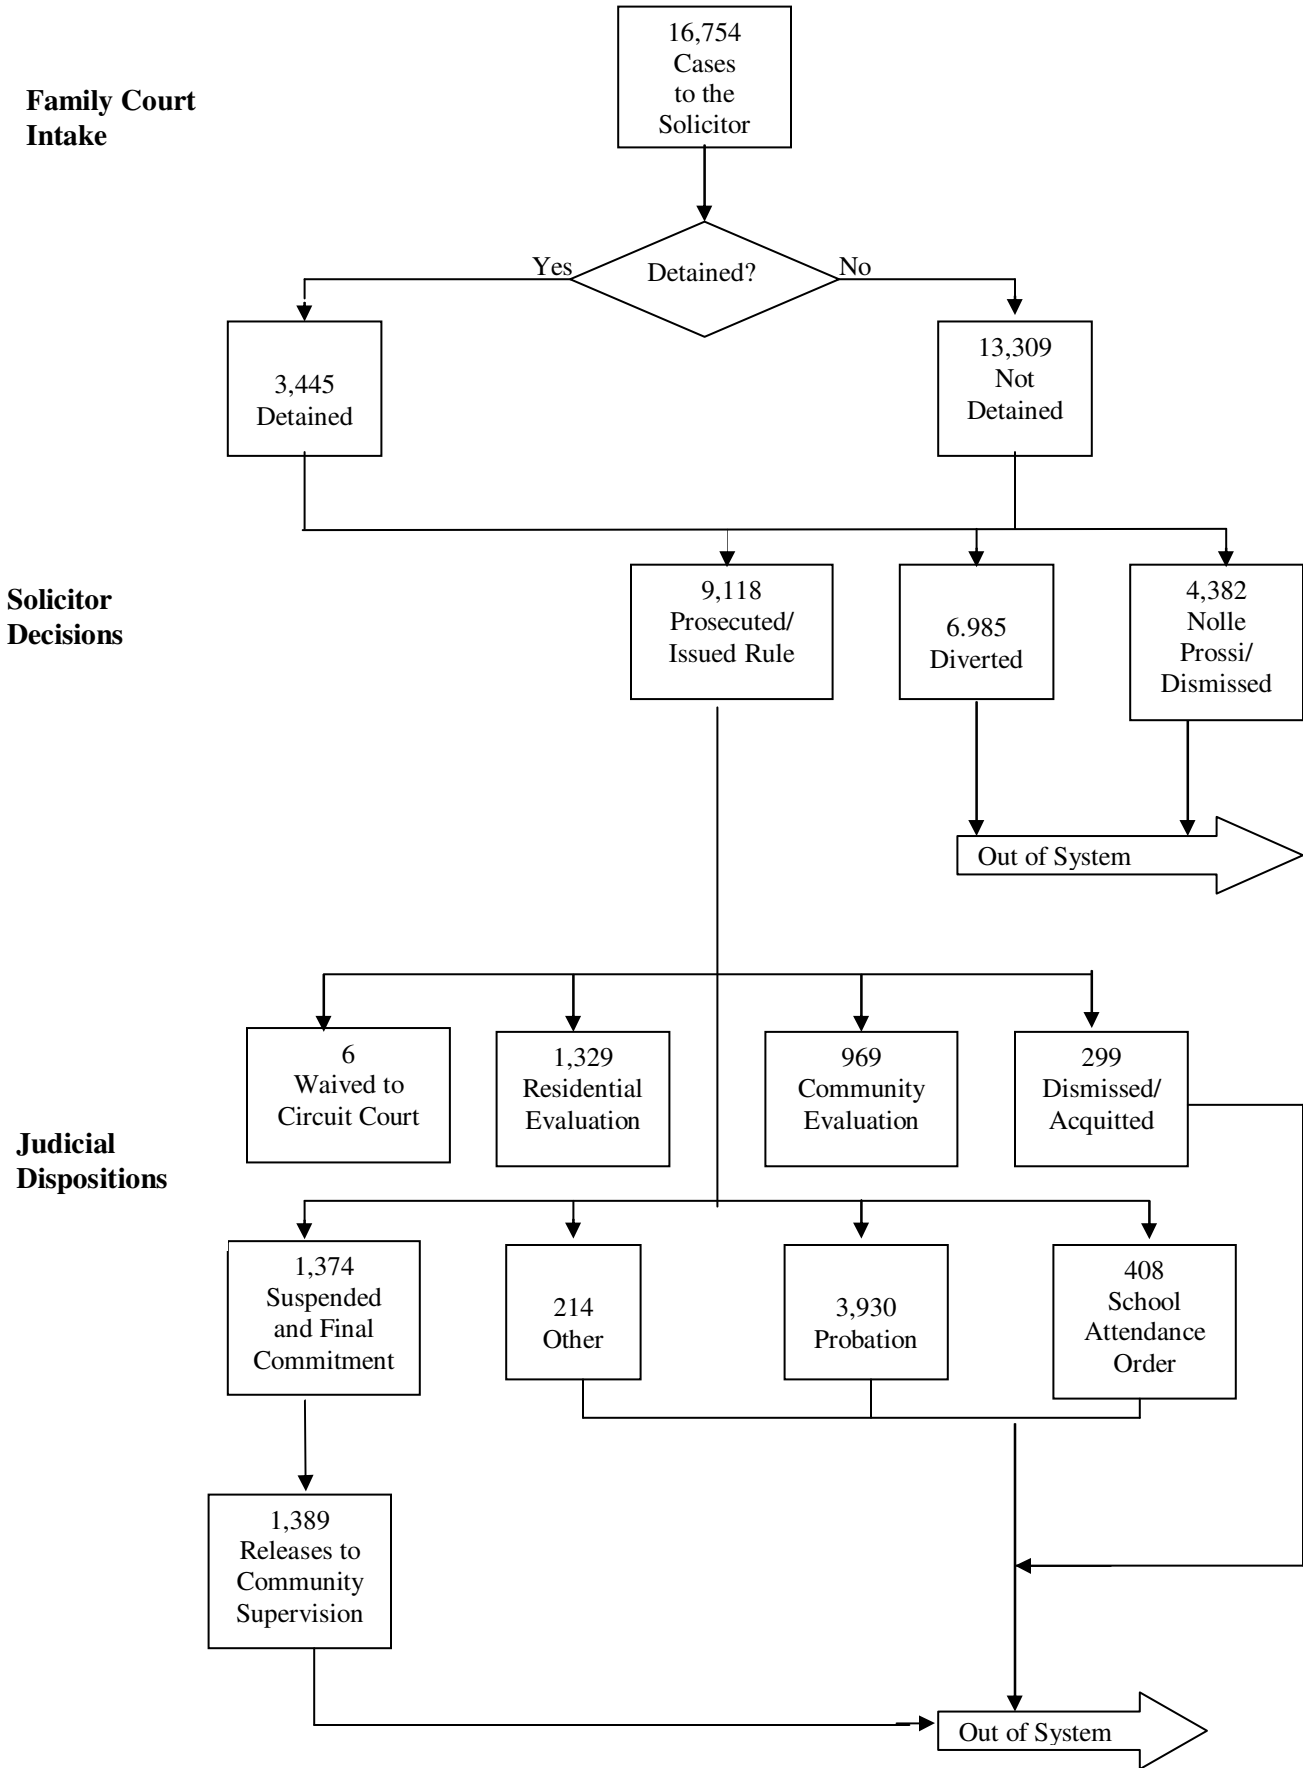 16,754
Cases
to the
Solicitor
Family Court
Intake
Yes
Detained?
No
3,445
Detained
13,309
Not
Detained
Solicitor
Decisions
9,118
Prosecuted/
Issued Rule
6.985
Diverted
4,382
Nolle
Prossi/
Dismissed
Out of System
6
Waived to
Circuit Court
1,329
Residential
Evaluation
969
Community
Evaluation
299
Dismissed/
Acquitted
Judicial
Dispositions
1,374
Suspended
and Final
Commitment
214
Other
3,930
Probation
408
School
Attendance
Order
1,389
Releases to
Community
Supervision
Out of System